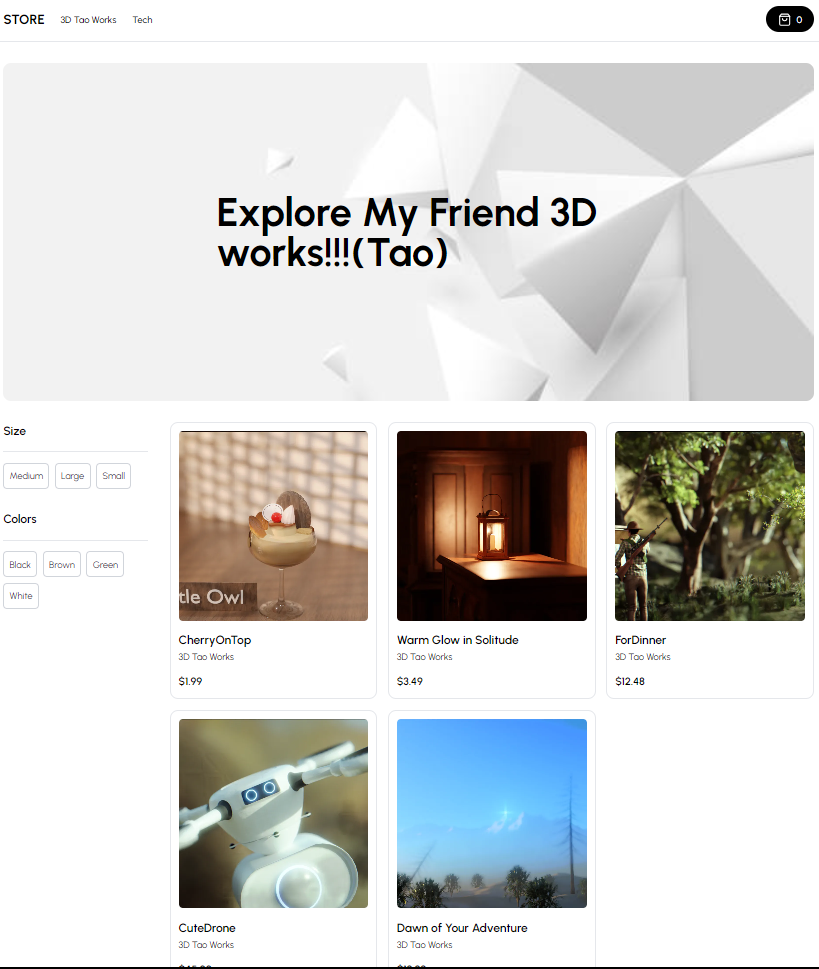 STORE 3D Tao Works Tech 0
Explore My Friend 3D
works!!!(Tao)
Size
Medium Large Small
Colors
Black Brown Green
White
tle Owl
CherryOnTop
3D Tao Works
$1.99
Warm Glow in Solitude
3D Tao Works
$3.49
ForDinner
3D Tao Works
$12.48
CuteDrone
3D Tao Works
Dawn of Your Adventure
3D Tao Works